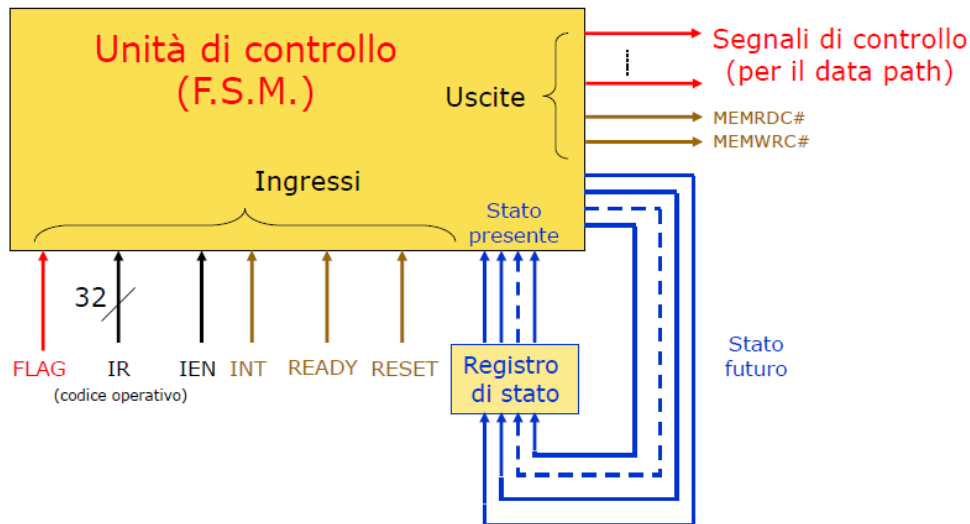 Unità di controllo
(F.S.M.)
Uscite
Segnali di controllo
(per il data path)
MEMRDC#
MEMWRC#
Ingressi
Stato
presente
32
FLAG
IR
IEN
INT
READY
RESET
(codice operativo)
Registro
di stato
Stato
futuro